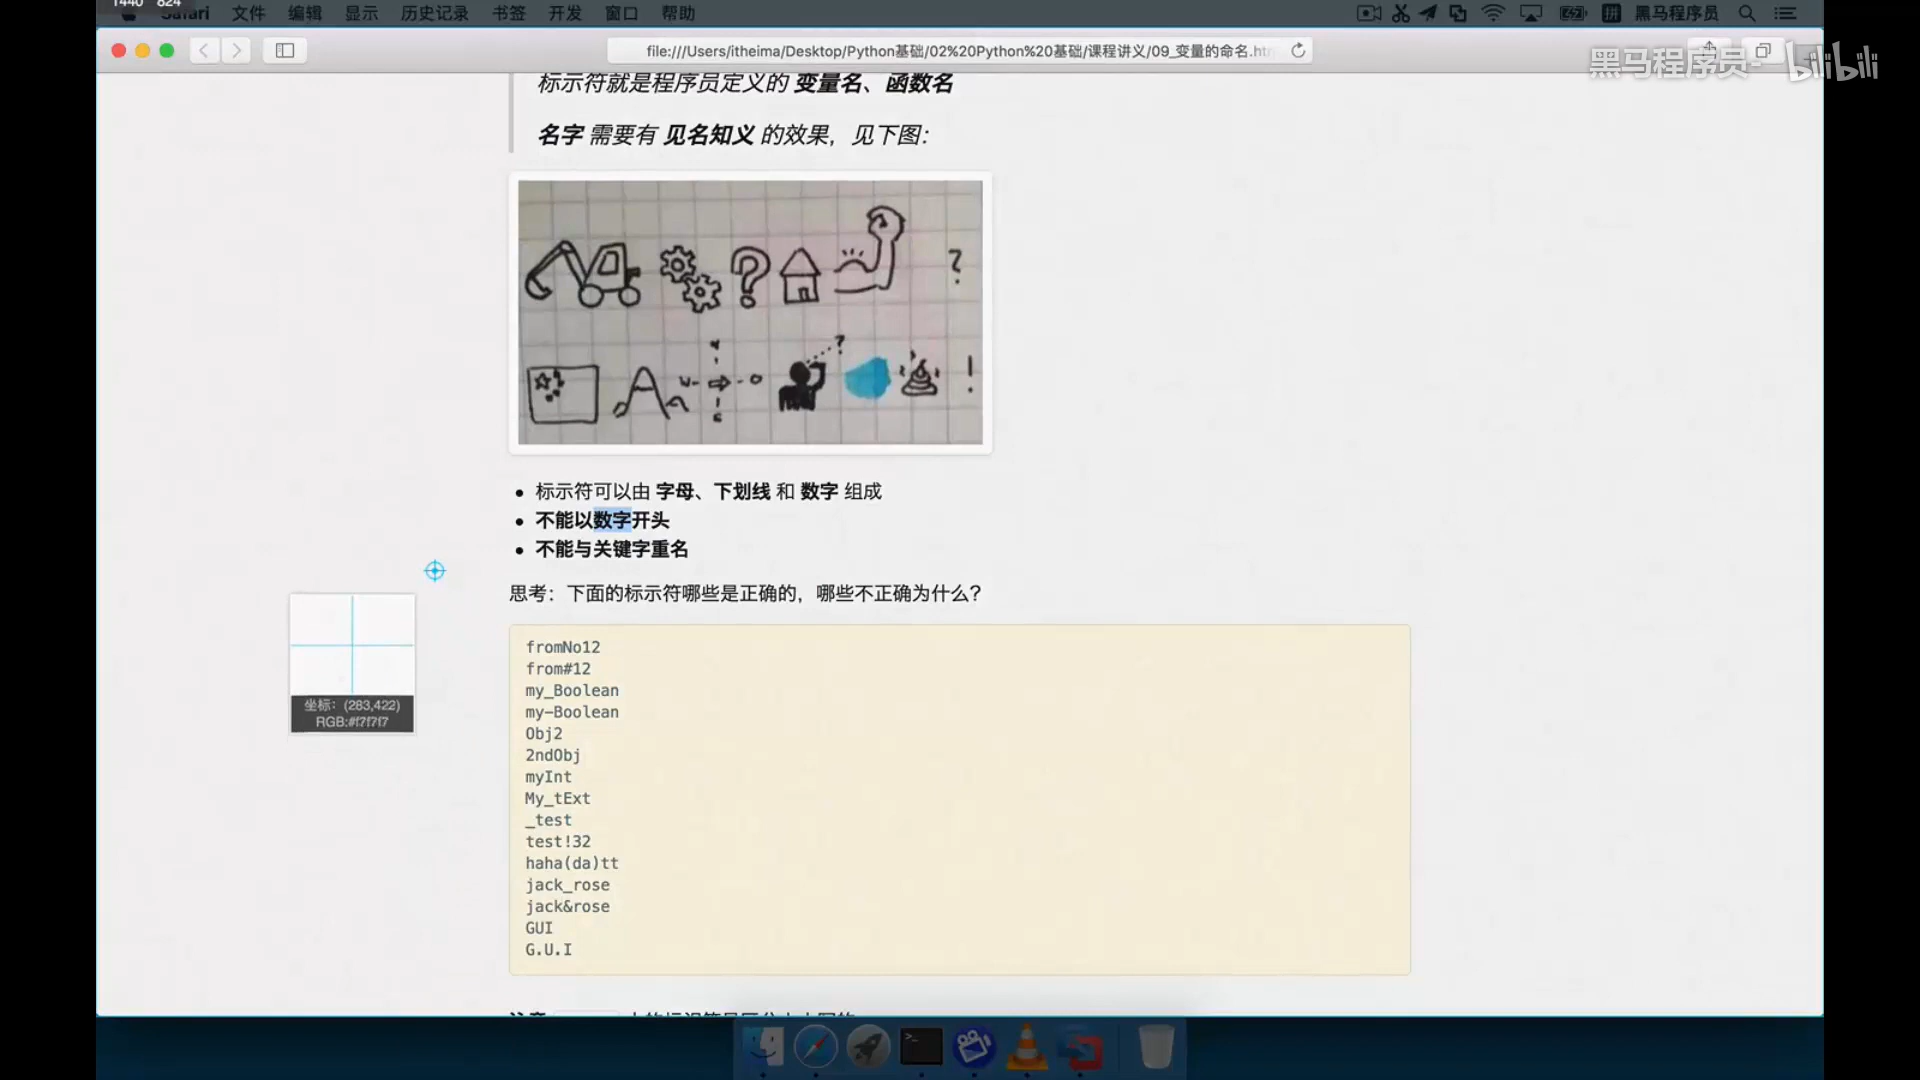 1440 824
Safari 文件 编辑 显示 历史记录 书签 开发 窗口 帮助 拼 黑马程序员
file:///Users/itheima/Desktop/Python基础/02%20Python%20基础/课程讲义/09_变量的命名.htm
黑马程序员- bilibili
标示符就是程序员定义的 变量名、函数名
名字 需要有 见名知义 的效果，见下图：
• 标示符可以由 字母、下划线 和 数字 组成
• 不能以数字开头
• 不能与关键字重名
思考：下面的标示符哪些是正确的，哪些不正确为什么？
坐标: (283,422)
RGB:#f7f7f7
fromNo12
from#12
my_Boolean
my-Boolean
Obj2
2ndObj
myInt
My_tExt
_test
test!32
haha(da)tt
jack_rose
jack&rose
GUI
G.U.I